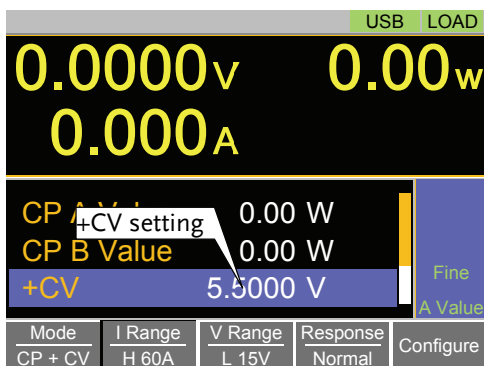 USB LOAD
0.0000V 0.00W
0.000A
CP A Value 0.00 W
+CV setting
CP B Value 0.00 W
+CV 5.5000 V
Fine
A Value
Mode I Range V Range Response Configure
CP + CV H 60A L 15V Normal